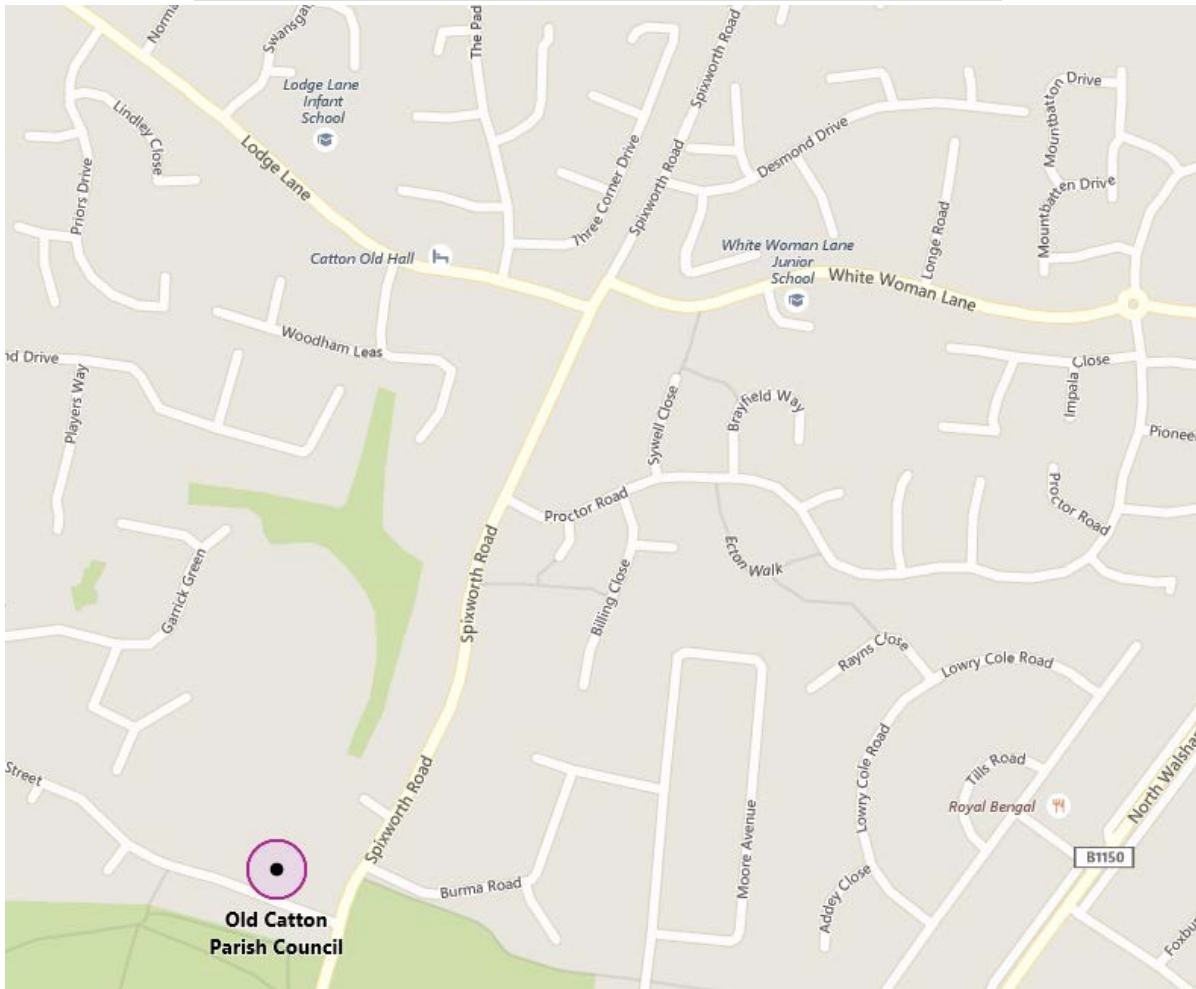 Norma
Swansga
The Pad
Spixworth Road
Lodge Lane
Infant
School
Lindley Close
Lodge Lane
Priors Drive
Three Corner Drive
Spixworth Road
Desmond Drive
Mountbatton Drive
Mountbatten Drive
Mountbatten Drive
Longe Road
Catton Old Hall
White Woman Lane
Junior
School
White Woman Lane
Woodham Leas
nd Drive
Players Way
Sywell Close
Brayfield Way
Impala Close
Pioneer
Proctor Road
Proctor Road
Spixworth Road
Ecton Walk
Garrick Green
Billing Close
Rayns Close
Lowry Cole Road
Lowry Cole Road
Street
Spixworth Road
Tills Road
Royal Bengal
North Walsham
B1150
Moore Avenue
Burma Road
Addey Close
Old Catton
Parish Council
Foxbu